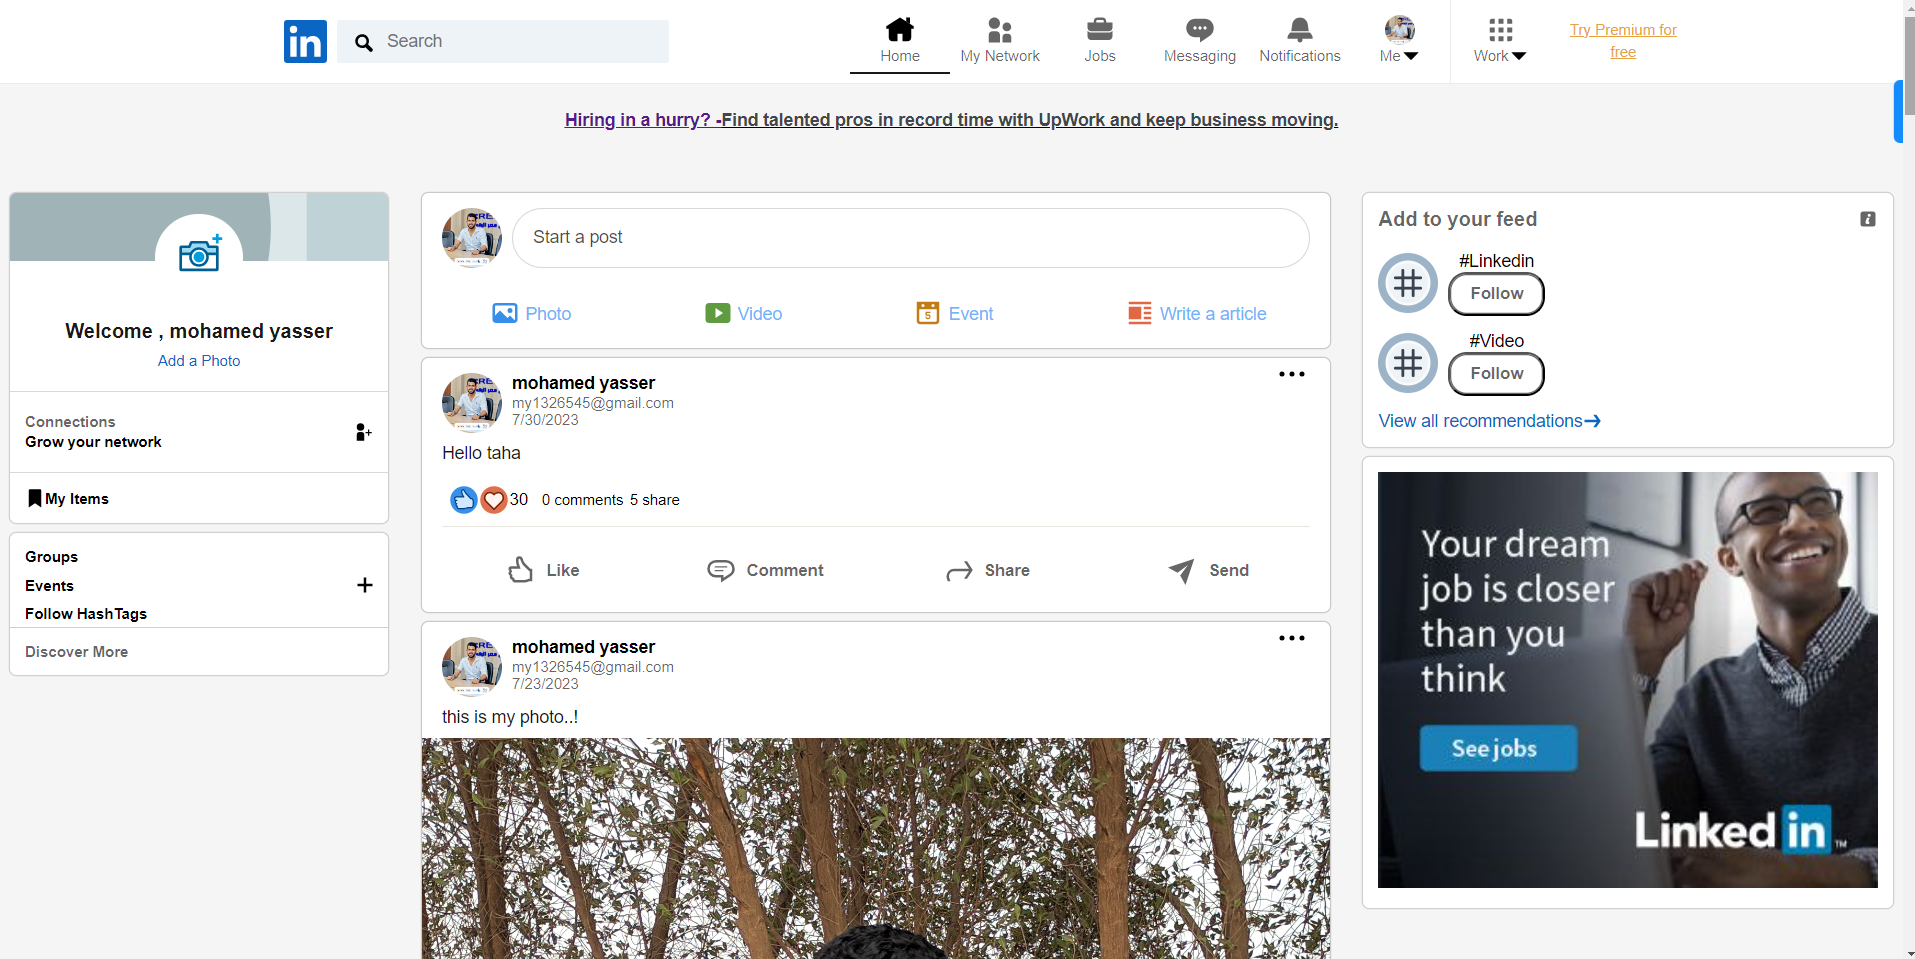 in
Search
Home
My Network
Jobs
Messaging
Notifications
Me
Work
Try Premium for
free
Hiring in a hurry? -Find talented pros in record time with UpWork and keep business moving.
Welcome , mohamed yasser
Add a Photo
Connections
Grow your network
My Items
Groups
Events
Follow HashTags
Discover More
Start a post
Photo
Video
5
Event
Write a article
mohamed yasser
my1326545@gmail.com
7/30/2023
Hello taha
30 0 comments 5 share
Like
Comment
Share
Send
mohamed yasser
my1326545@gmail.com
7/23/2023
this is my photo..!
Add to your feed
#Linkedin
Follow
#Video
Follow
View all recommendations
Your dream
job is closer
than you
think
See jobs
Linked in TM